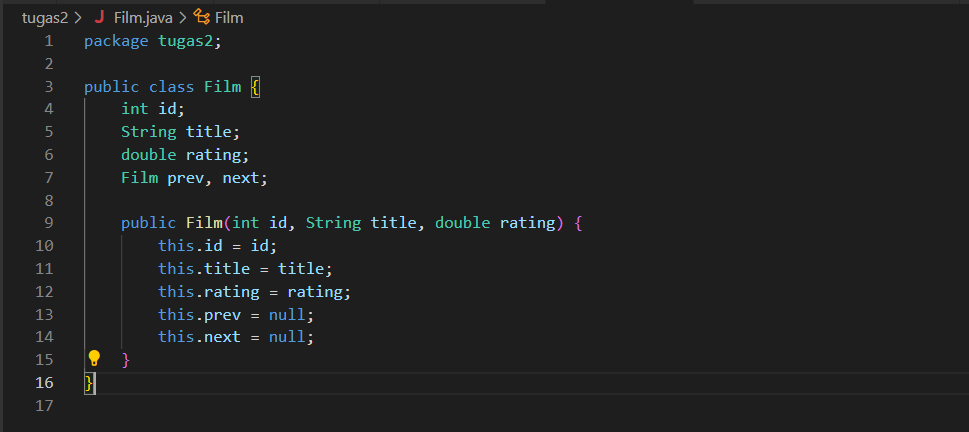 tugas2 > J Film.java > Film
1 package tugas2;
2
3 public class Film {
4 int id;
5 String title;
6 double rating;
7 Film prev, next;
8
9 public Film(int id, String title, double rating) {
10 this.id = id;
11 this.title = title;
12 this.rating = rating;
13 this.prev = null;
14 this.next = null;
15 }
16 }
17